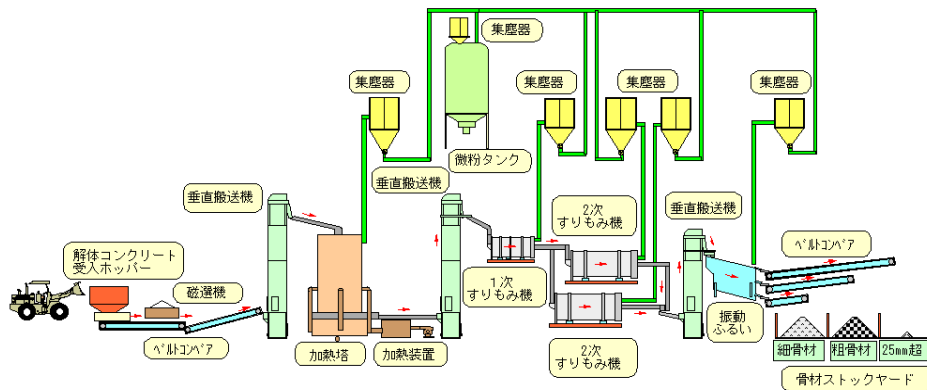 集塵器
集塵器
集塵器
集塵器
集塵器
微粉タンク
垂直搬送機
垂直搬送機
2次
すりもみ機
垂直搬送機
解体コンクリート
受入ホッパー
磁選機
ﾍﾞﾙﾄｺﾝﾍﾞｱ
加熱塔
加熱装置
1次
すりもみ機
2次
すりもみ機
振動
ふるい
ﾍﾞﾙﾄｺﾝﾍﾞｱ
細骨材
粗骨材
25mm超
骨材ストックヤード